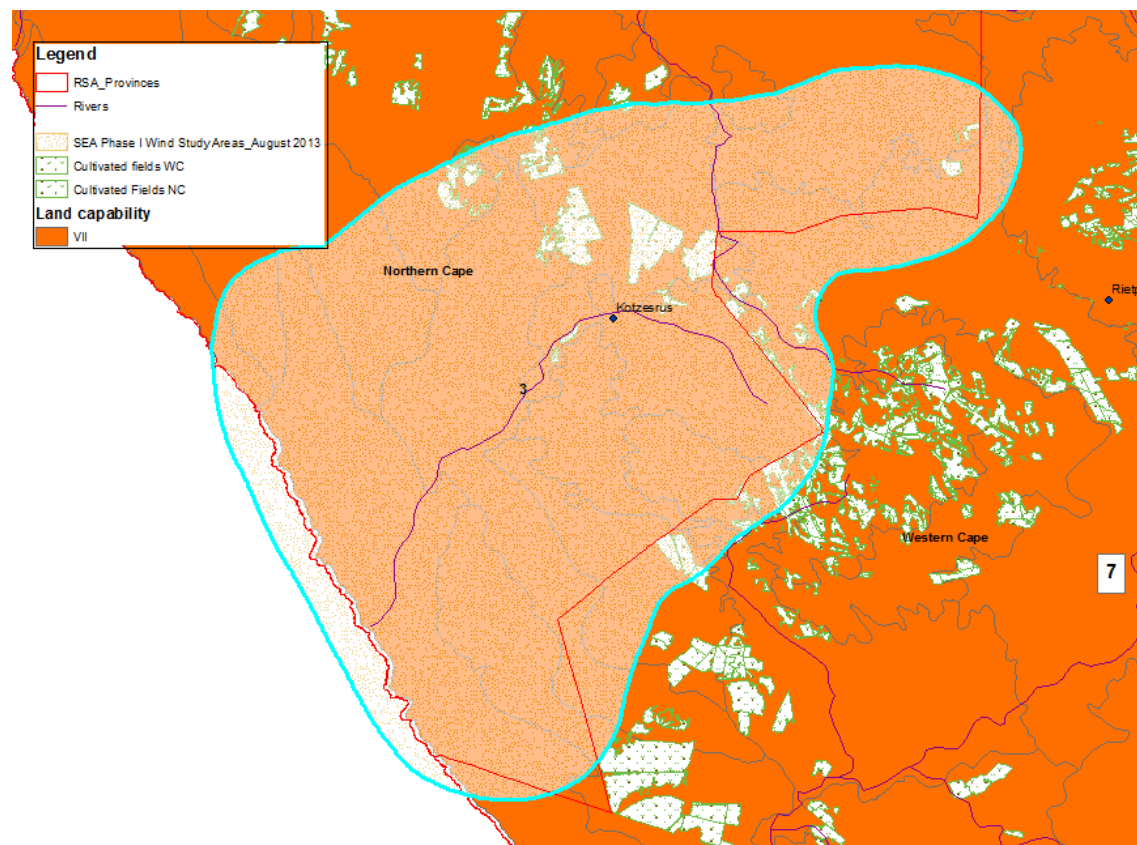 Legend
RSA_Provinces
Rivers
SEA Phase I Wind Study Areas_August 2013
Cultivated fields WC
Cultivated Fields NC
Land capability
VII
Northern Cape
Kotzesrus
3
Western Cape
7